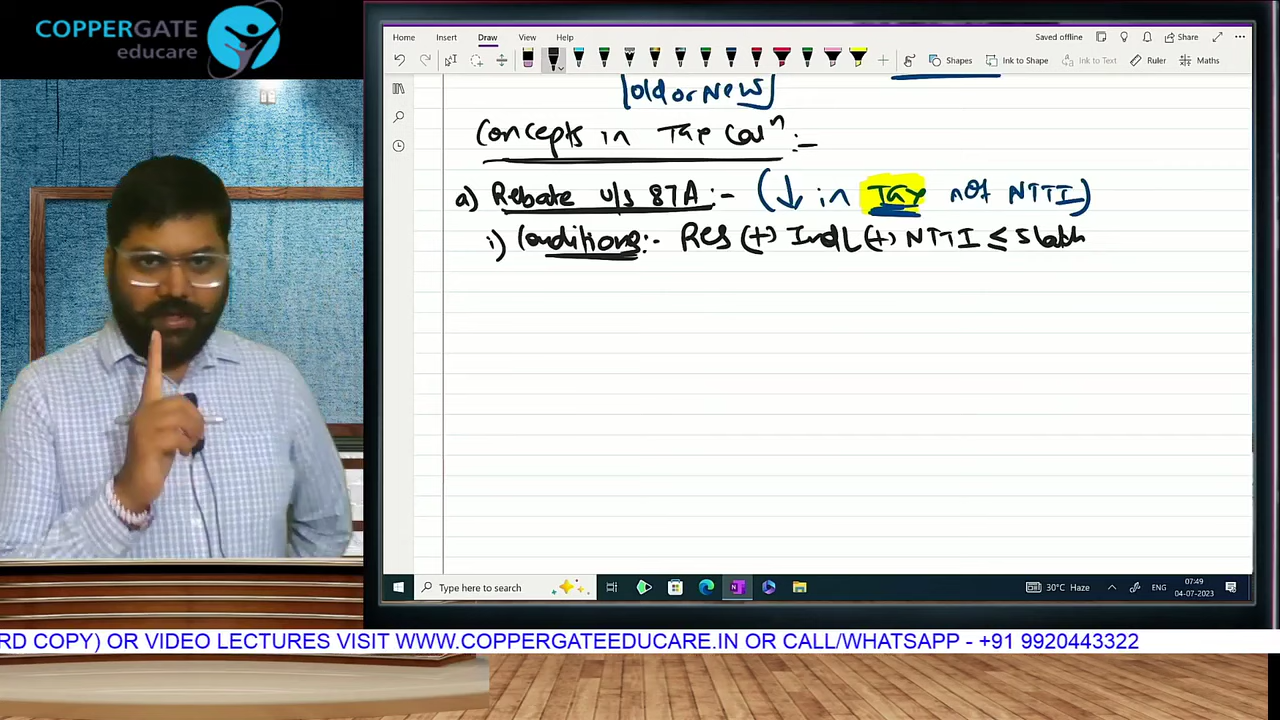 COPPERGATE
educare
Home Insert Draw View Help
Saved offline
Share
Shapes
Ink to Shape
Ink to Text
Ruler
Maths
[old or New]
Concepts in Tax Calⁿ :-
a) Rebate u/s 87A :- (↓ in Tax not NTTI)
i) Conditions :- Res (+) Indl (+) NTTI ≤ 5 lakh
Type here to search
30°C Haze
ENG
07:49
04-07-2023
RD COPY) OR VIDEO LECTURES VISIT WWW.COPPERGATEEDUCARE.IN OR CALL/WHATSAPP - +91 9920443322